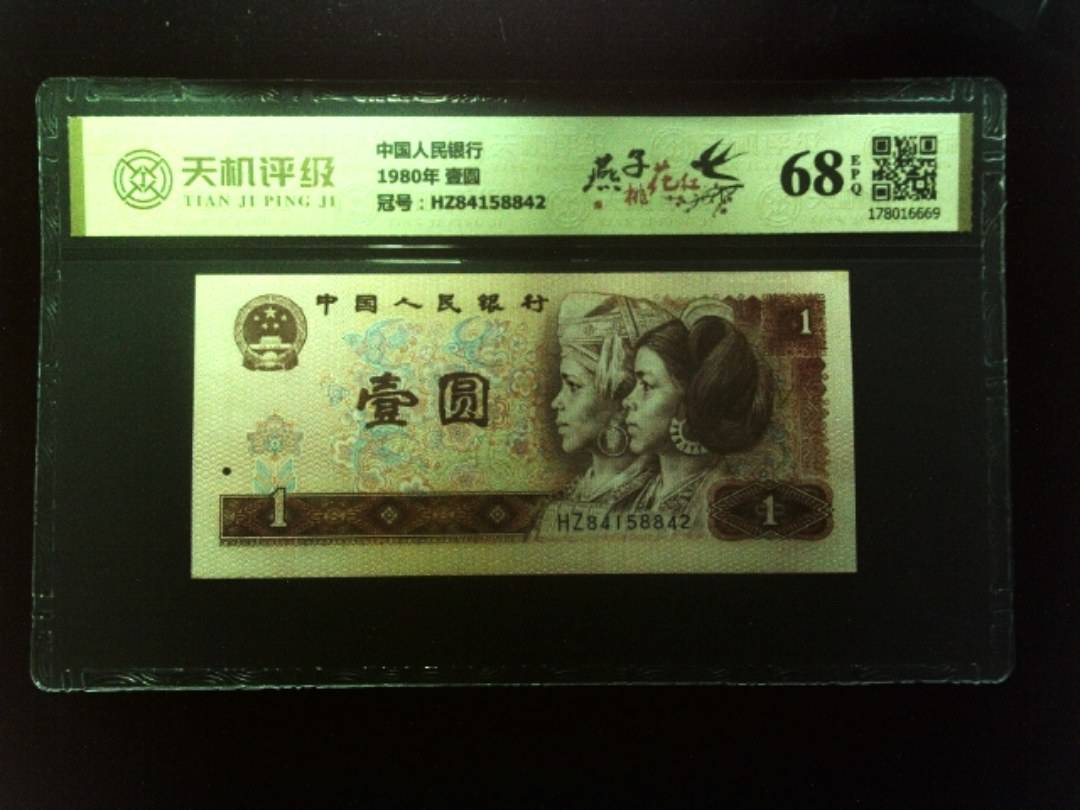 天机评级
TIAN JI PING JI
中国人民银行
1980年 壹圆
冠号：HZ84158842
燕子
桃花红
68
EPQ
178016669
中国人民银行
1
壹圆
1
HZ84158842
1